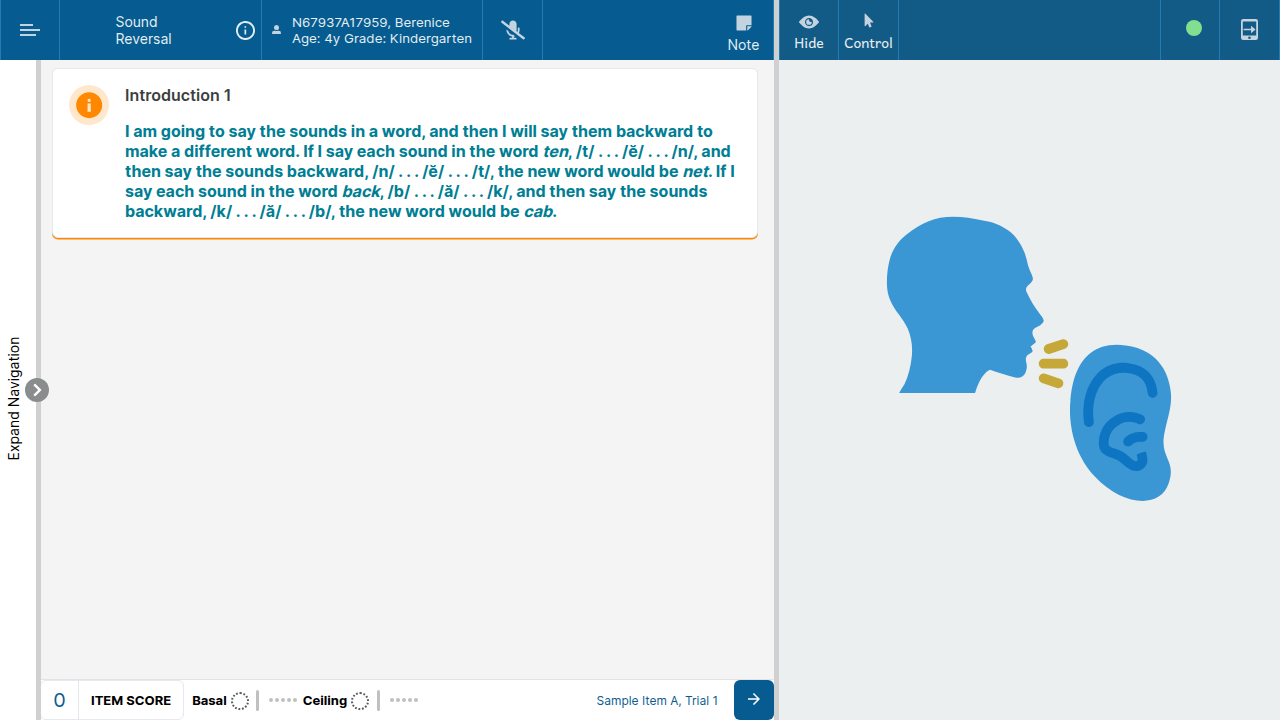 Sound
Reversal
N67937A17959, Berenice
Age: 4y Grade: Kindergarten
Note
Hide
Control
Introduction 1
I am going to say the sounds in a word, and then I will say them backward to
make a different word. If I say each sound in the word ten, /t/ . . . /ĕ/ . . . /n/, and
then say the sounds backward, /n/ . . . /ĕ/ . . . /t/, the new word would be net. If I
say each sound in the word back, /b/ . . . /ă/ . . . /k/, and then say the sounds
backward, /k/ . . . /ă/ . . . /b/, the new word would be cab.
Expand Navigation
0
ITEM SCORE
Basal
Ceiling
Sample Item A, Trial 1